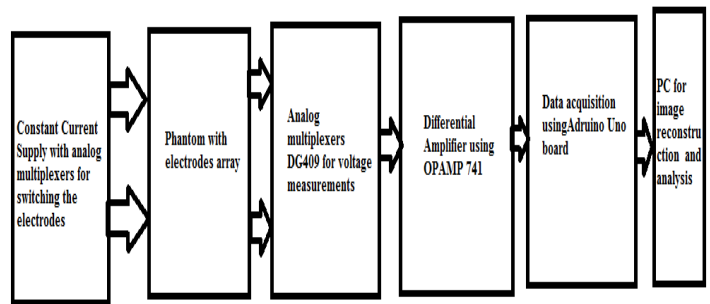 Constant Current
Supply with analog
multiplexers for
switching the
electrodes
Phantom with
electrodes array
Analog
multiplexers
DG409 for voltage
measurements
Differential
Amplifier using
OPAMP 741
Data acquisition
usingAdruino Uno
board
PC for
image
reconstru
ction and
analysis